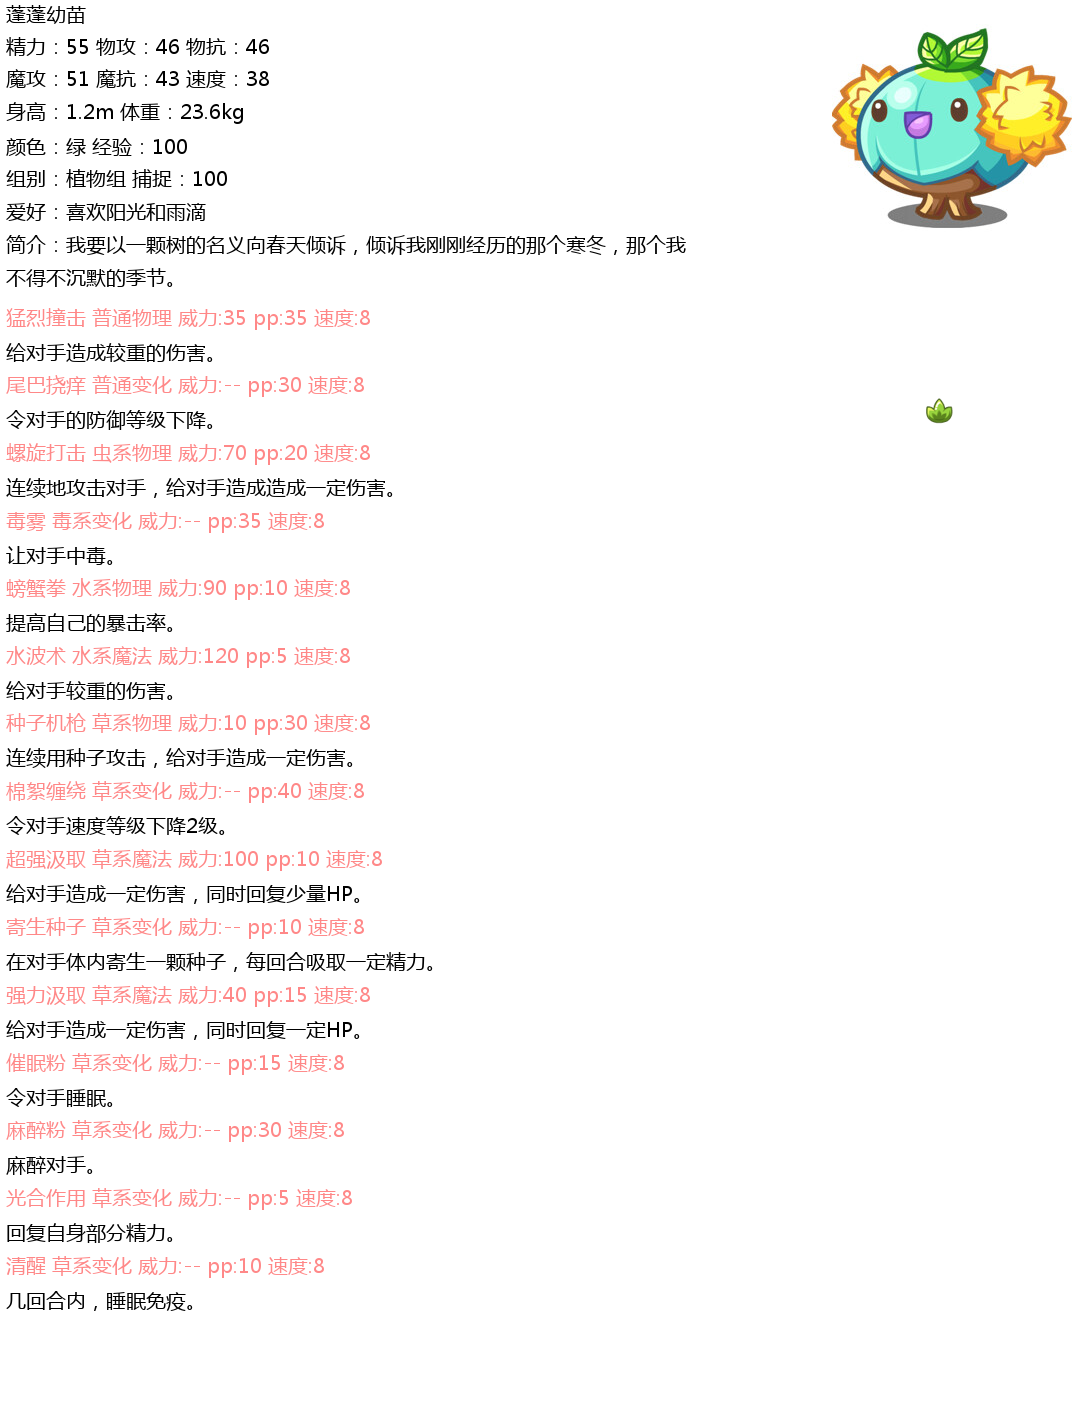 蓬蓬幼苗
精力：55 物攻：46 物抗：46
魔攻：51 魔抗：43 速度：38
身高：1.2m 体重：23.6kg
颜色：绿 经验：100
组别：植物组 捕捉：100
爱好：喜欢阳光和雨滴
简介：我要以一颗树的名义向春天倾诉，倾诉我刚刚经历的那个寒冬，那个我
不得不沉默的季节。
猛烈撞击 普通物理 威力:35 pp:35 速度:8
给对手造成较重的伤害。
尾巴挠痒 普通变化 威力:-- pp:30 速度:8
令对手的防御等级下降。
螺旋打击 虫系物理 威力:70 pp:20 速度:8
连续地攻击对手，给对手造成造成一定伤害。
毒雾 毒系变化 威力:-- pp:35 速度:8
让对手中毒。
螃蟹拳 水系物理 威力:90 pp:10 速度:8
提高自己的暴击率。
水波术 水系魔法 威力:120 pp:5 速度:8
给对手较重的伤害。
种子机枪 草系物理 威力:10 pp:30 速度:8
连续用种子攻击，给对手造成一定伤害。
棉絮缠绕 草系变化 威力:-- pp:40 速度:8
令对手速度等级下降2级。
超强汲取 草系魔法 威力:100 pp:10 速度:8
给对手造成一定伤害，同时回复少量HP。
寄生种子 草系变化 威力:-- pp:10 速度:8
在对手体内寄生一颗种子，每回合吸取一定精力。
强力汲取 草系魔法 威力:40 pp:15 速度:8
给对手造成一定伤害，同时回复一定HP。
催眠粉 草系变化 威力:-- pp:15 速度:8
令对手睡眠。
麻醉粉 草系变化 威力:-- pp:30 速度:8
麻醉对手。
光合作用 草系变化 威力:-- pp:5 速度:8
回复自身部分精力。
清醒 草系变化 威力:-- pp:10 速度:8
几回合内，睡眠免疫。